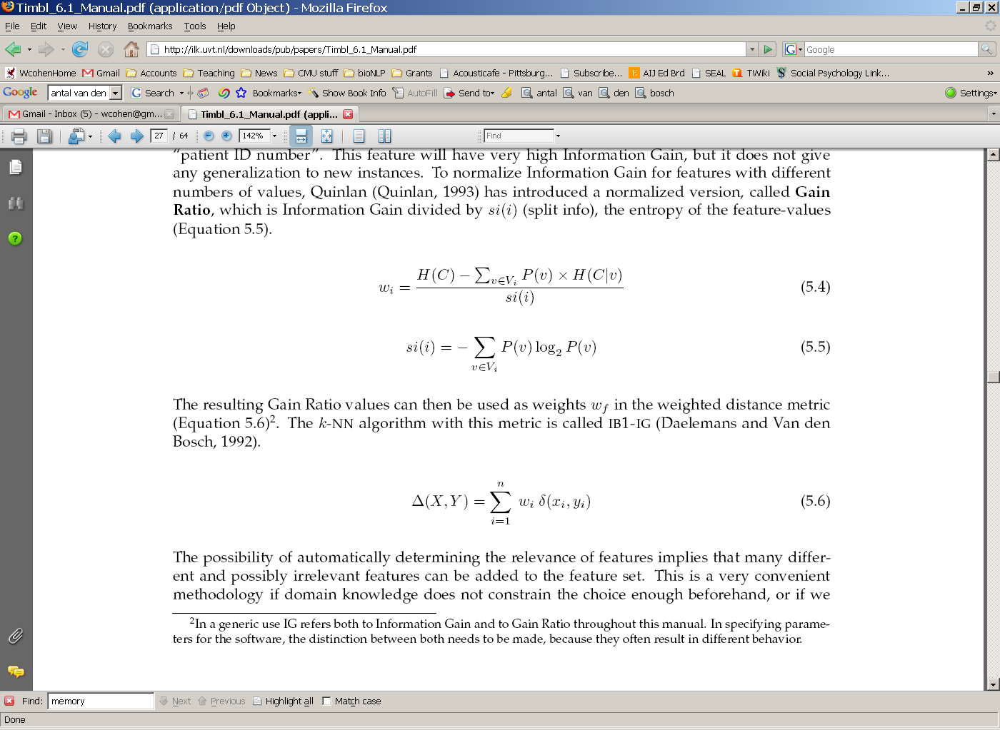 Timbl_6.1_Manual.pdf (application/pdf Object) - Mozilla Firefox
File Edit View History Bookmarks Tools Help
http://ilk.uvt.nl/downloads/pub/papers/Timbl_6.1_Manual.pdf G Google
WcohenHome Gmail Accounts Teaching News CMU stuff bioNLP Grants Acousticafe - Pittsburg... Subscribe... AIJ Ed Brd SEAL TWiki Social Psychology Link... »
Google antal van den G Search Bookmarks Show Book Info AutoFill Send to antal van den bosch Settings
Gmail - Inbox (5) - wcohen@gm... Timbl_6.1_Manual.pdf (appli...
27 / 64 142% Find
"patient ID number". This feature will have very high Information Gain, but it does not give
any generalization to new instances. To normalize Information Gain for features with different
numbers of values, Quinlan (Quinlan, 1993) has introduced a normalized version, called Gain
Ratio, which is Information Gain divided by si(i) (split info), the entropy of the feature-values
(Equation 5.5).
w_i = (H(C) − ∑_{v∈V_i} P(v) × H(C|v)) / si(i) (5.4)
si(i) = − ∑_{v∈V_i} P(v) log_2 P(v) (5.5)
The resulting Gain Ratio values can then be used as weights w_f in the weighted distance metric
(Equation 5.6)². The k-NN algorithm with this metric is called IB1-IG (Daelemans and Van den
Bosch, 1992).
Δ(X, Y) = ∑_{i=1}^{n} w_i δ(x_i, y_i) (5.6)
The possibility of automatically determining the relevance of features implies that many differ-
ent and possibly irrelevant features can be added to the feature set. This is a very convenient
methodology if domain knowledge does not constrain the choice enough beforehand, or if we
²In a generic use IG refers both to Information Gain and to Gain Ratio throughout this manual. In specifying parame-
ters for the software, the distinction between both needs to be made, because they often result in different behavior.
Find: memory Next Previous Highlight all Match case
Done